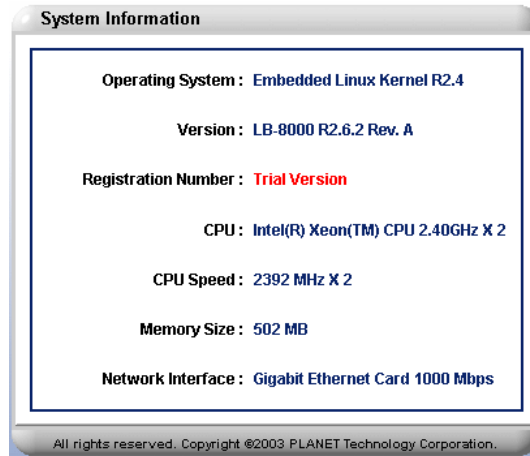 System Information
Operating System : Embedded Linux Kernel R2.4
Version : LB-8000 R2.6.2 Rev. A
Registration Number : Trial Version
CPU : Intel(R) Xeon(TM) CPU 2.40GHz X 2
CPU Speed : 2392 MHz X 2
Memory Size : 502 MB
Network Interface : Gigabit Ethernet Card 1000 Mbps
All rights reserved. Copyright ©2003 PLANET Technology Corporation.